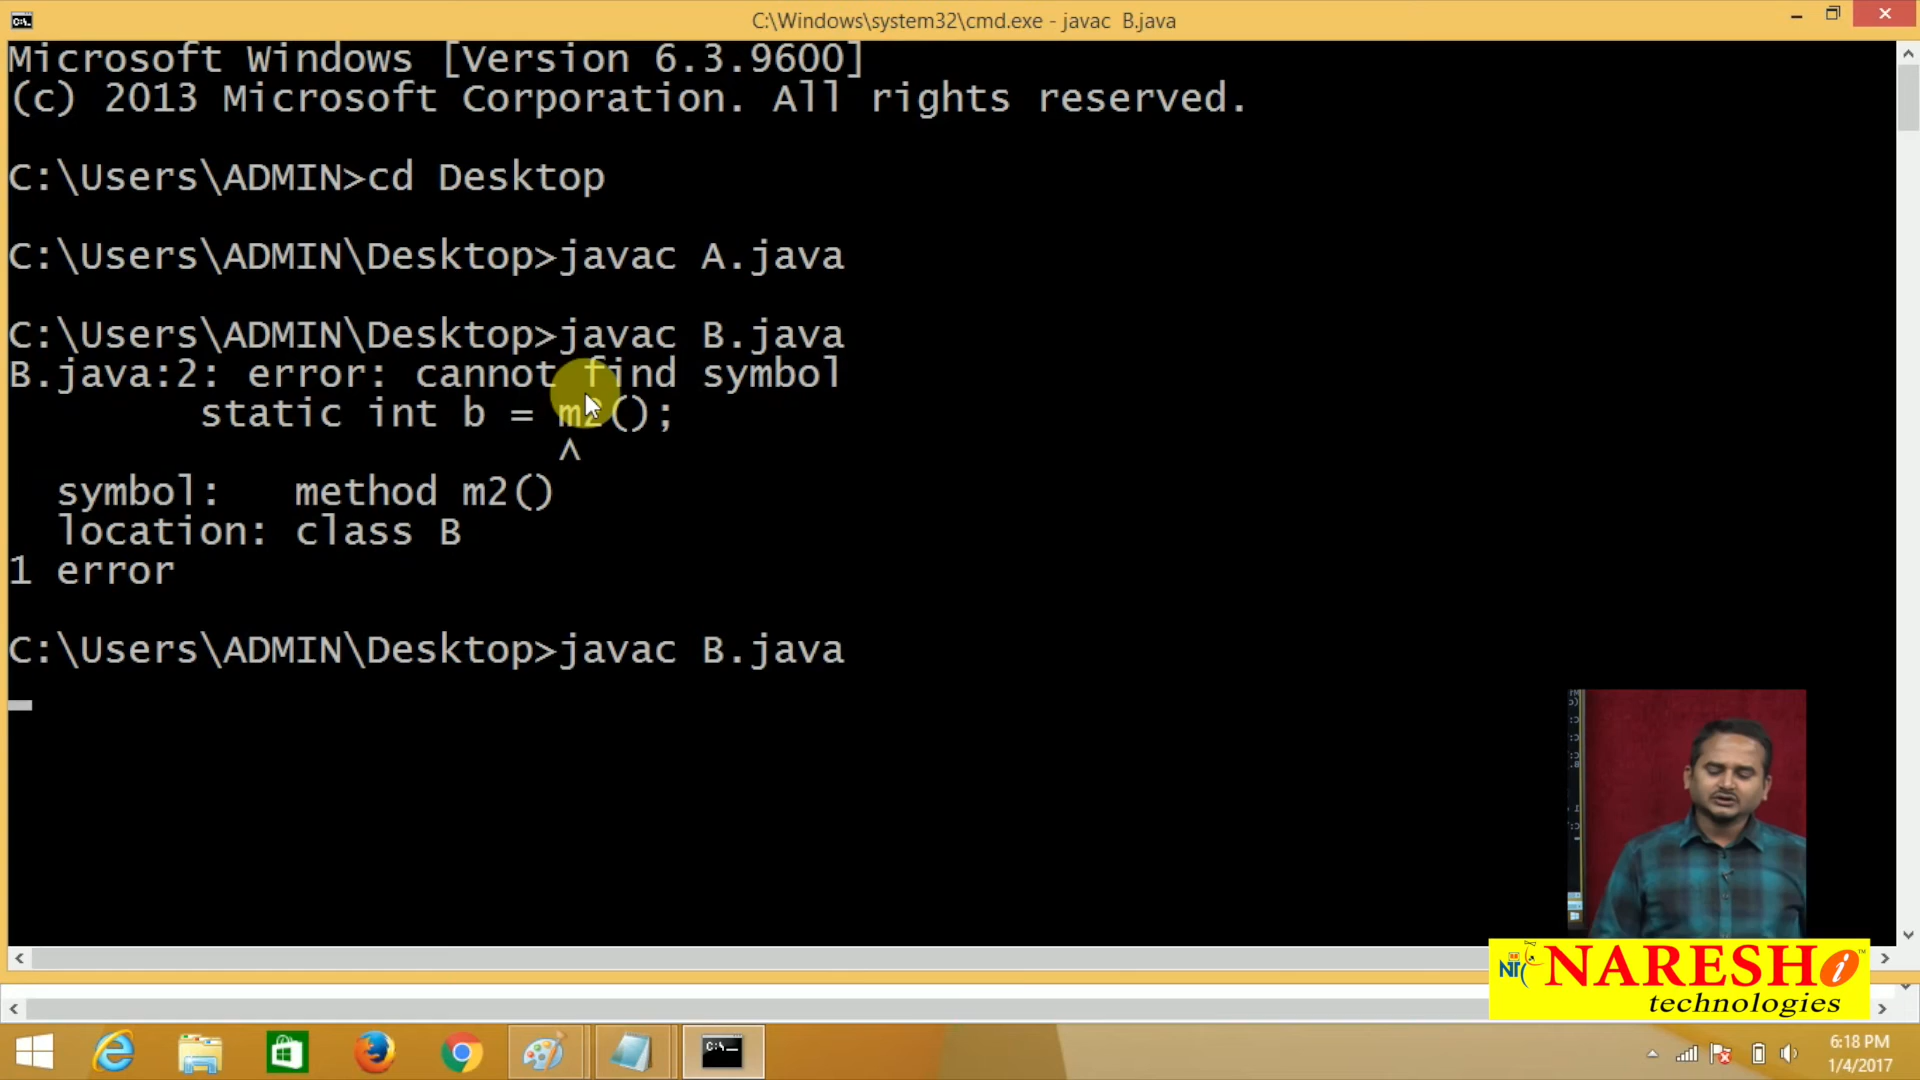 C:\Windows\system32\cmd.exe - javac  B.java
Microsoft Windows [Version 6.3.9600]
(c) 2013 Microsoft Corporation. All rights reserved.
C:\Users\ADMIN>cd Desktop
C:\Users\ADMIN\Desktop>javac A.java
C:\Users\ADMIN\Desktop>javac B.java
B.java:2: error: cannot find symbol
static int b = m2();
^
symbol:   method m2()
location: class B
1 error
C:\Users\ADMIN\Desktop>javac B.java
NARESH i
technologies
6:18 PM
1/4/2017